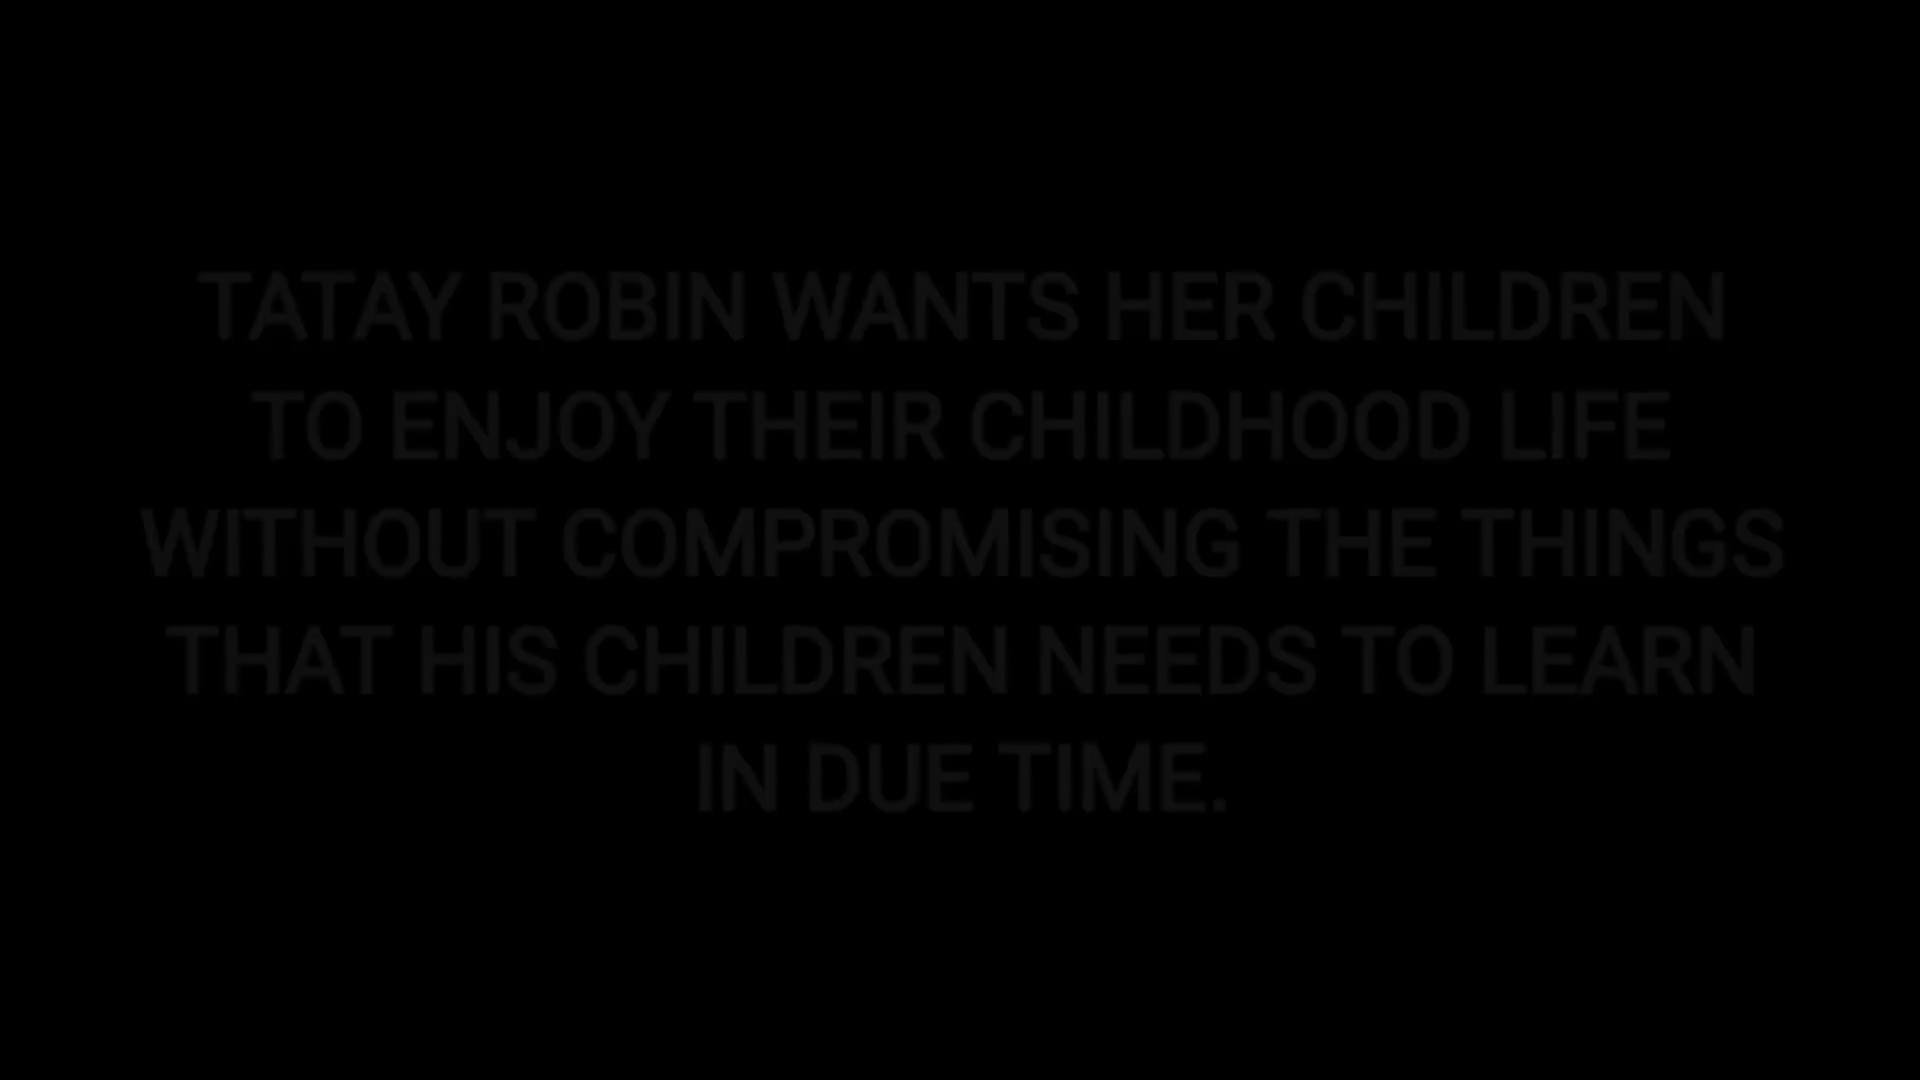 TATAY ROBIN WANTS HER CHILDREN
TO ENJOY THEIR CHILDHOOD LIFE
WITHOUT COMPROMISING THE THINGS
THAT HIS CHILDREN NEEDS TO LEARN
IN DUE TIME.